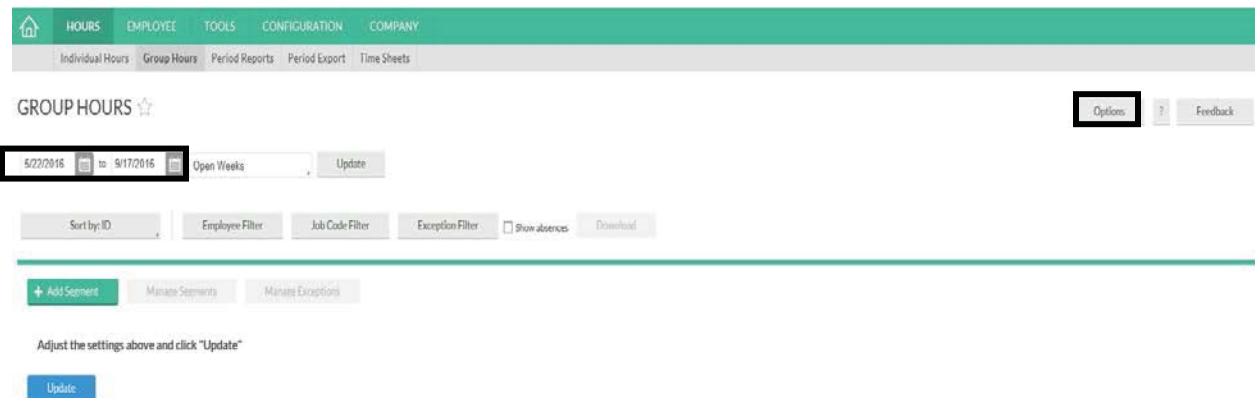 HOURS EMPLOYEE TOOLS CONFIGURATION COMPANY
Individual Hours Group Hours Period Reports Period Export Time Sheets
GROUP HOURS
Options ? Feedback
5/22/2016 to 9/17/2016 Open Weeks Update
Sort by: ID Employee Filter Job Code Filter Exception Filter Show absences Download
+ Add Segment Manage Segments Manage Exceptions
Adjust the settings above and click "Update"
Update